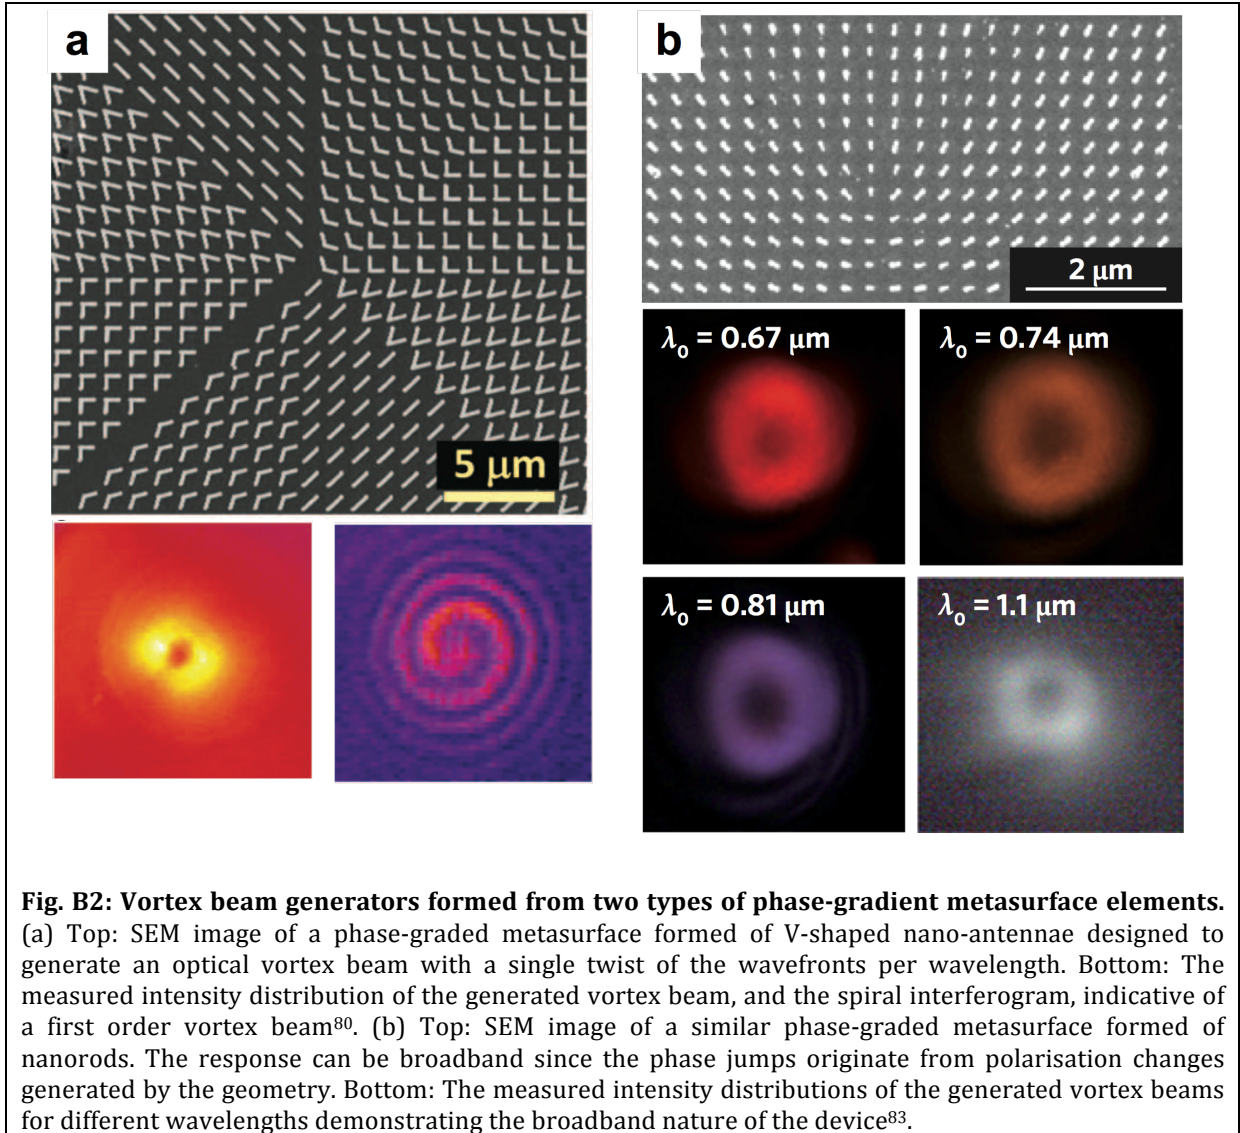 a
b
5 μm
2 μm
λ₀ = 0.67 μm
λ₀ = 0.74 μm
λ₀ = 0.81 μm
λ₀ = 1.1 μm
Fig. B2: Vortex beam generators formed from two types of phase-gradient metasurface elements.
(a) Top: SEM image of a phase-graded metasurface formed of V-shaped nano-antennae designed to
generate an optical vortex beam with a single twist of the wavefronts per wavelength. Bottom: The
measured intensity distribution of the generated vortex beam, and the spiral interferogram, indicative of
a first order vortex beam⁸⁰. (b) Top: SEM image of a similar phase-graded metasurface formed of
nanorods. The response can be broadband since the phase jumps originate from polarisation changes
generated by the geometry. Bottom: The measured intensity distributions of the generated vortex beams
for different wavelengths demonstrating the broadband nature of the device⁸³.